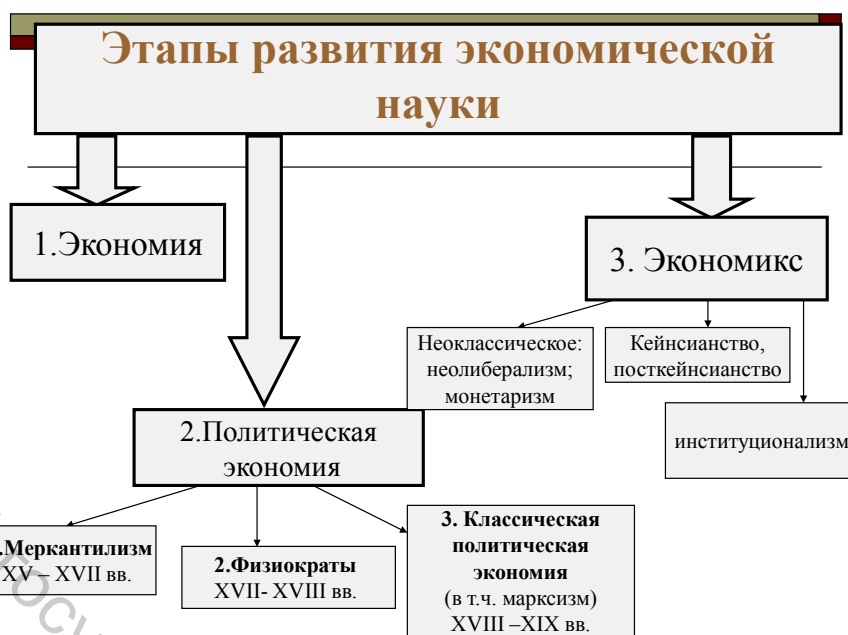 Этапы развития экономической
науки
1.Экономия
3. Экономикс
Неоклассическое:
неолиберализм;
монетаризм
Кейнсианство,
посткейнсианство
институционализм
2.Политическая
экономия
.Меркантилизм
XV – XVII вв.
2.Физиократы
XVII- XVIII вв.
3. Классическая
политическая
экономия
(в т.ч. марксизм)
XVIII –XIX вв.